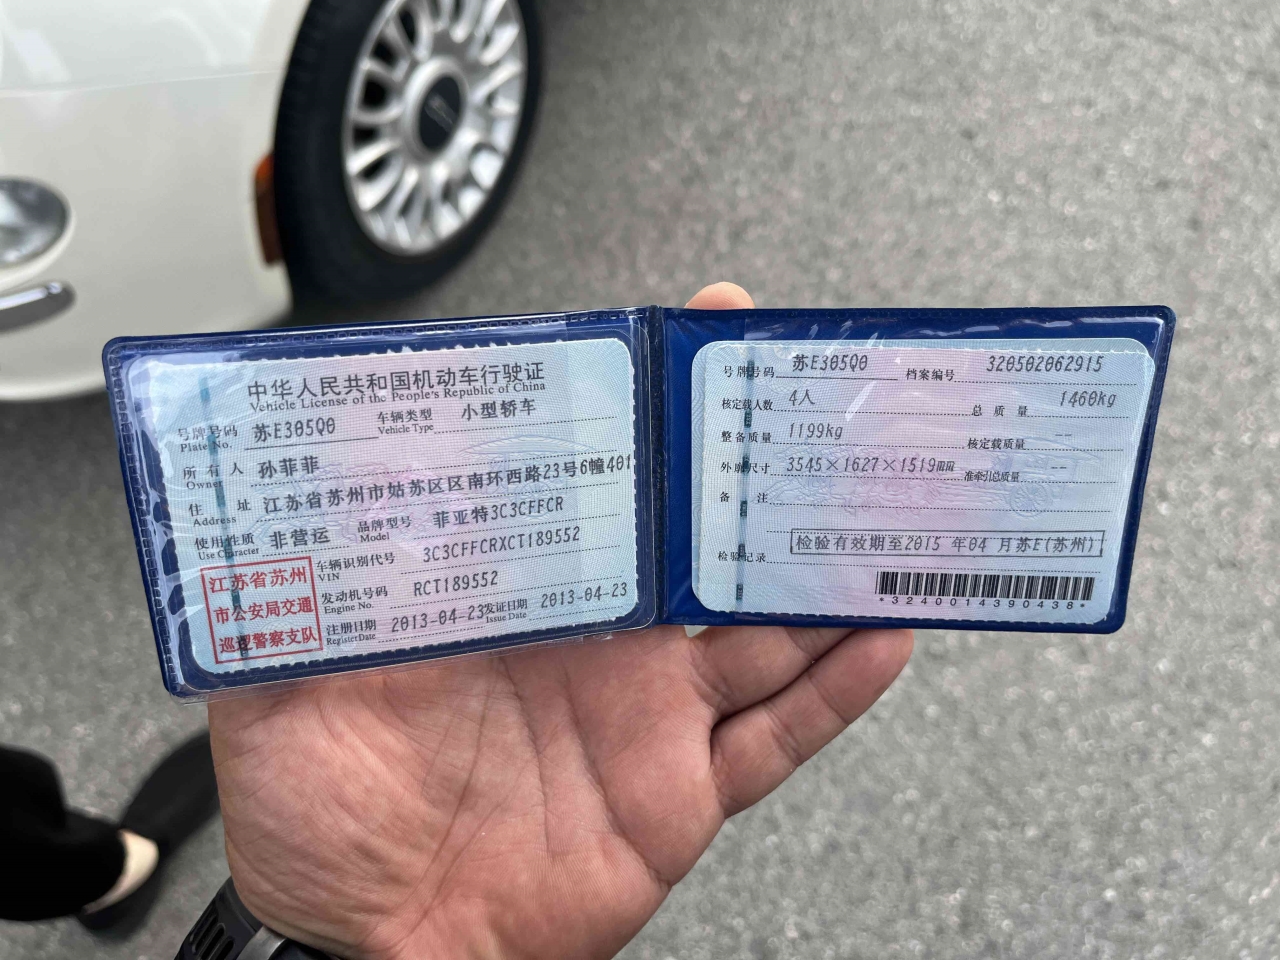 中华人民共和国机动车行驶证
Vehicle License of the People's Republic of China
号牌号码 苏E305Q0 车辆类型 小型轿车
Plate No. Vehicle Type
所有人 孙菲菲
Owner
住址 江苏省苏州市姑苏区区南环西路23号6幢401
Address
使用性质 非营运 品牌型号 菲亚特3C3CFFCR
Use Character Model
江苏省苏州
市公安局交通
巡逻警察支队
车辆识别代号 3C3CFFCRXCT189552
VIN
发动机号码 RCT189552
Engine No.
注册日期 2013-04-23 发证日期 2013-04-23
Register Date Issue Date
号牌号码 苏E305Q0 档案编号 320502062915
核定载人数 4人 总质量 1460kg
整备质量 1199kg 核定载质量 --
外廓尺寸 3545×1627×1519mm 准牵引总质量 --
备注
检验记录 检验有效期至2015年04月苏E(苏州)
*3240014390438*